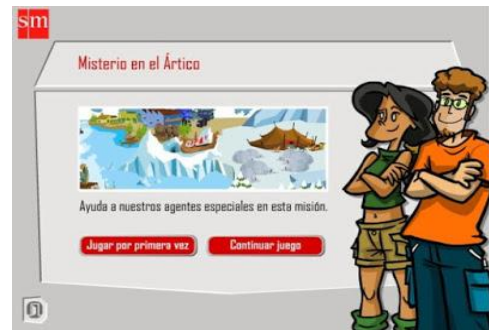 sm
Misterio en el Ártico
Ayuda a nuestros agentes especiales en esta misión.
Jugar por primera vez
Continuar juego